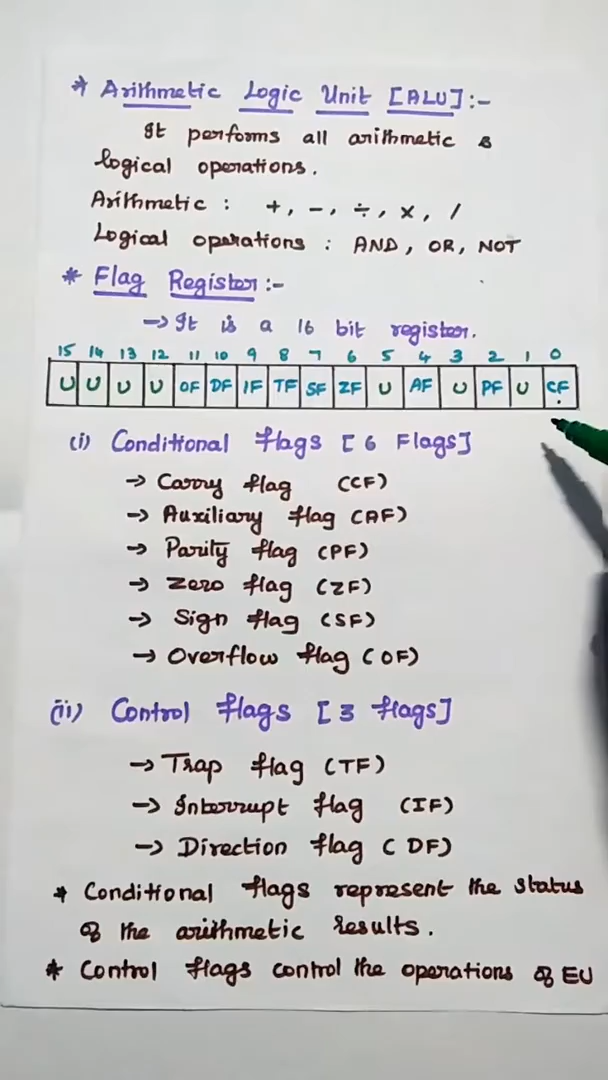 * Arithmetic Logic Unit [ALU]:-
It performs all arithmetic &
logical operations.
Arithmetic : +, -, ÷, ×, /
Logical operations : AND, OR, NOT
* Flag Register:-
→ It is a 16 bit register.
15 14 13 12 11 10 9 8 7 6 5 4 3 2 1 0
U U U U OF DF IF TF SF ZF U AF U PF U CF
(i) Conditional flags [6 Flags]
→ Carry flag (CF)
→ Auxiliary flag (AF)
→ Parity flag (PF)
→ Zero flag (ZF)
→ Sign flag (SF)
→ Overflow flag (OF)
(ii) Control flags [3 flags]
→ Trap flag (TF)
→ Interrupt flag (IF)
→ Direction flag (DF)
* Conditional flags represent the status
of the arithmetic results.
* Control flags control the operations of EU